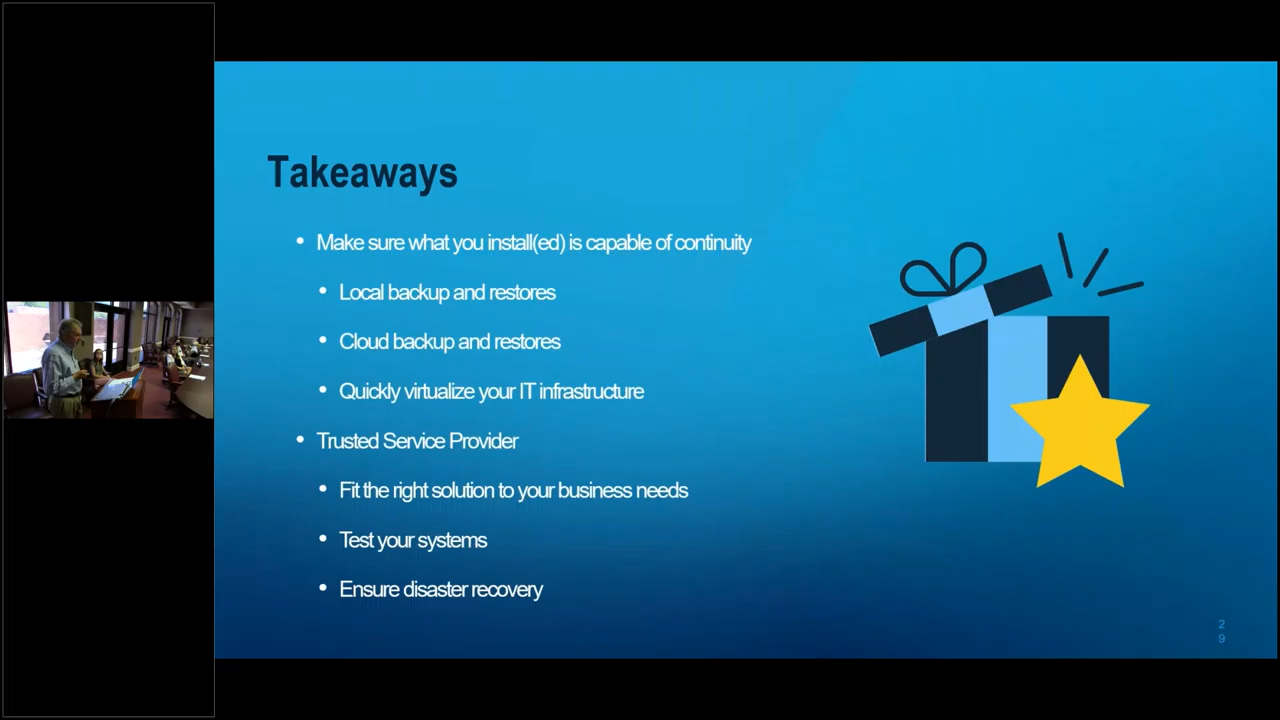 Takeaways
• Make sure what you install(ed) is capable of continuity
• Local backup and restores
• Cloud backup and restores
• Quickly virtualize your IT infrastructure
• Trusted Service Provider
• Fit the right solution to your business needs
• Test your systems
• Ensure disaster recovery
2
9